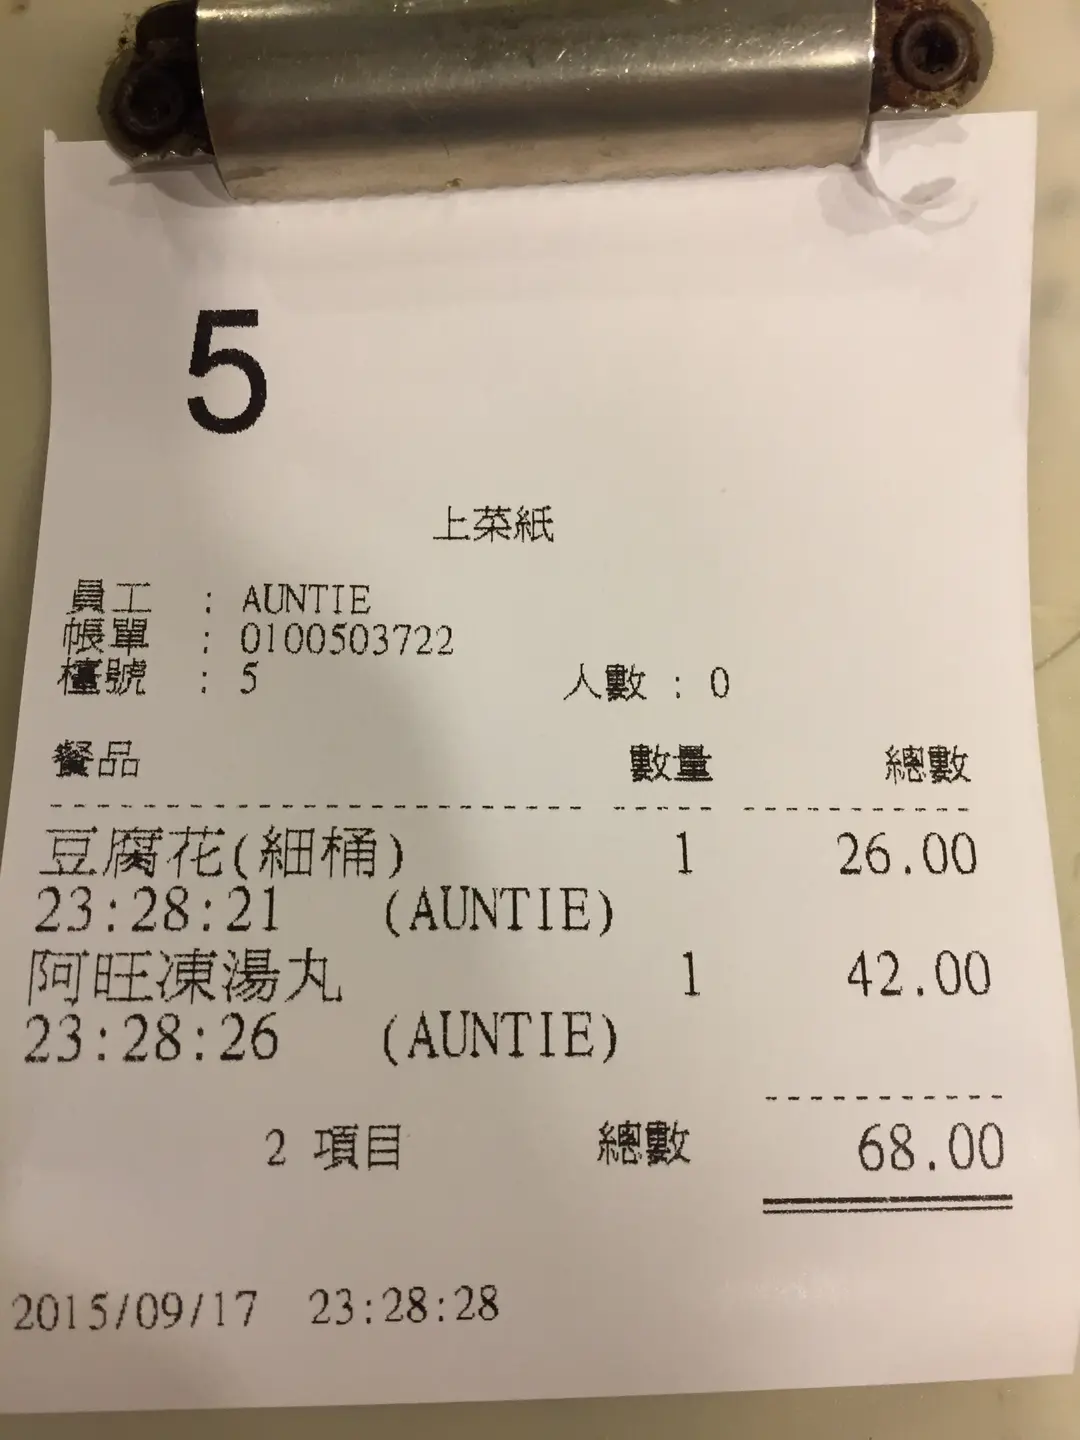 5
上菜紙
員工 : AUNTIE
帳單 : 0100503722
檯號 : 5 人數 : 0
餐品 數量 總數
豆腐花(細桶) 1 26.00
23:28:21 (AUNTIE)
阿旺凍湯丸 1 42.00
23:28:26 (AUNTIE)
2 項目 總數 68.00
2015/09/17 23:28:28